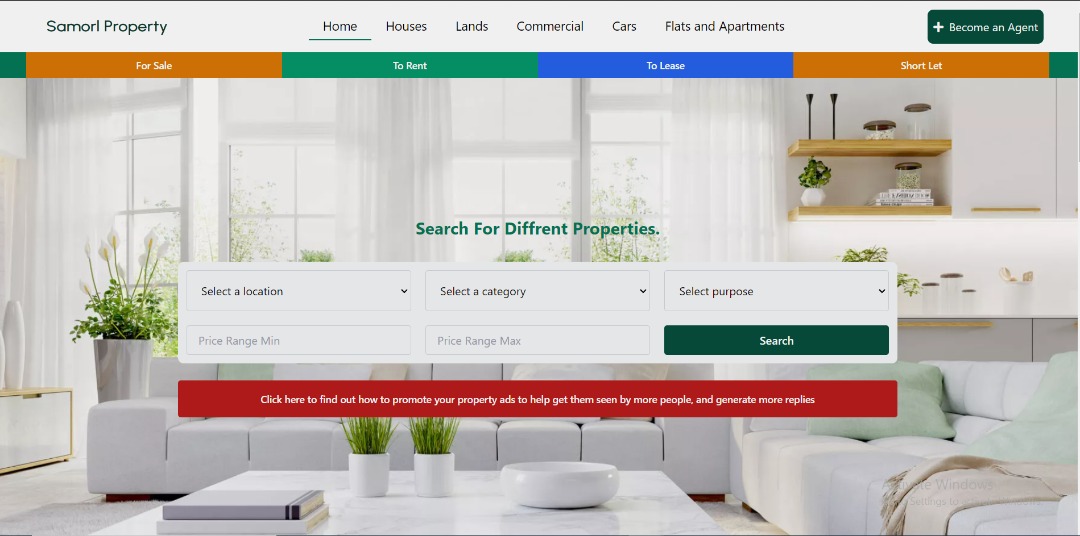 Samorl Property
Home
Houses
Lands
Commercial
Cars
Flats and Apartments
+ Become an Agent
For Sale
To Rent
To Lease
Short Let
Search For Diffrent Properties.
Select a location
Select a category
Select purpose
Price Range Min
Price Range Max
Search
Click here to find out how to promote your property ads to help get them seen by more people, and generate more replies
Activate Windows
Settings to